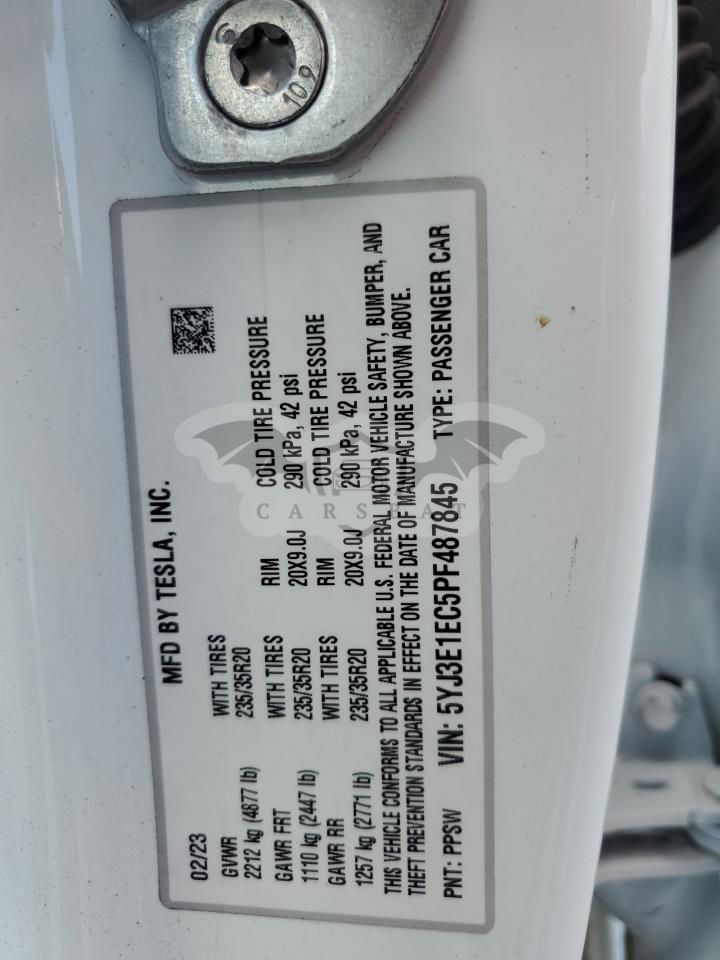 109
MFD BY TESLA, INC.
02/23
GVWR WITH TIRES
2212 kg (4877 lb) 235/35R20
GAWR FRT WITH TIRES RIM COLD TIRE PRESSURE
1110 kg (2447 lb) 235/35R20 20X9.0J 290 kPa, 42 psi
GAWR RR WITH TIRES RIM COLD TIRE PRESSURE
1257 kg (2771 lb) 235/35R20 20X9.0J 290 kPa, 42 psi
THIS VEHICLE CONFORMS TO ALL APPLICABLE U.S. FEDERAL MOTOR VEHICLE SAFETY, BUMPER, AND
THEFT PREVENTION STANDARDS IN EFFECT ON THE DATE OF MANUFACTURE SHOWN ABOVE.
PNT: PPSW VIN: 5YJ3E1EC5PF487845 TYPE: PASSENGER CAR